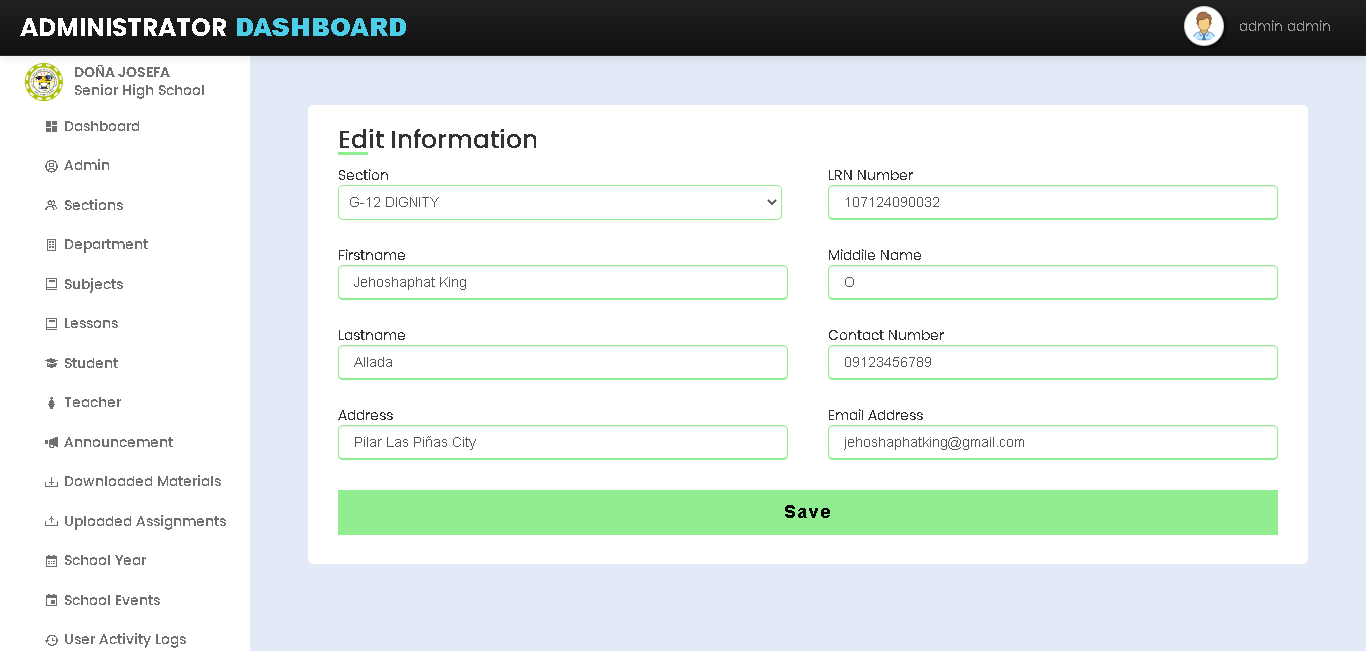 ADMINISTRATOR DASHBOARD
admin admin
DOÑA JOSEFA
Senior High School
Dashboard
Admin
Sections
Department
Subjects
Lessons
Student
Teacher
Announcement
Downloaded Materials
Uploaded Assignments
School Year
School Events
User Activity Logs
Edit Information
Section
G-12 DIGNITY
LRN Number
107124090032
Firstname
Jehoshaphat King
Middile Name
O
Lastname
Allada
Contact Number
09123456789
Address
Pilar Las Piñas City
Email Address
jehoshaphatking@gmail.com
Save